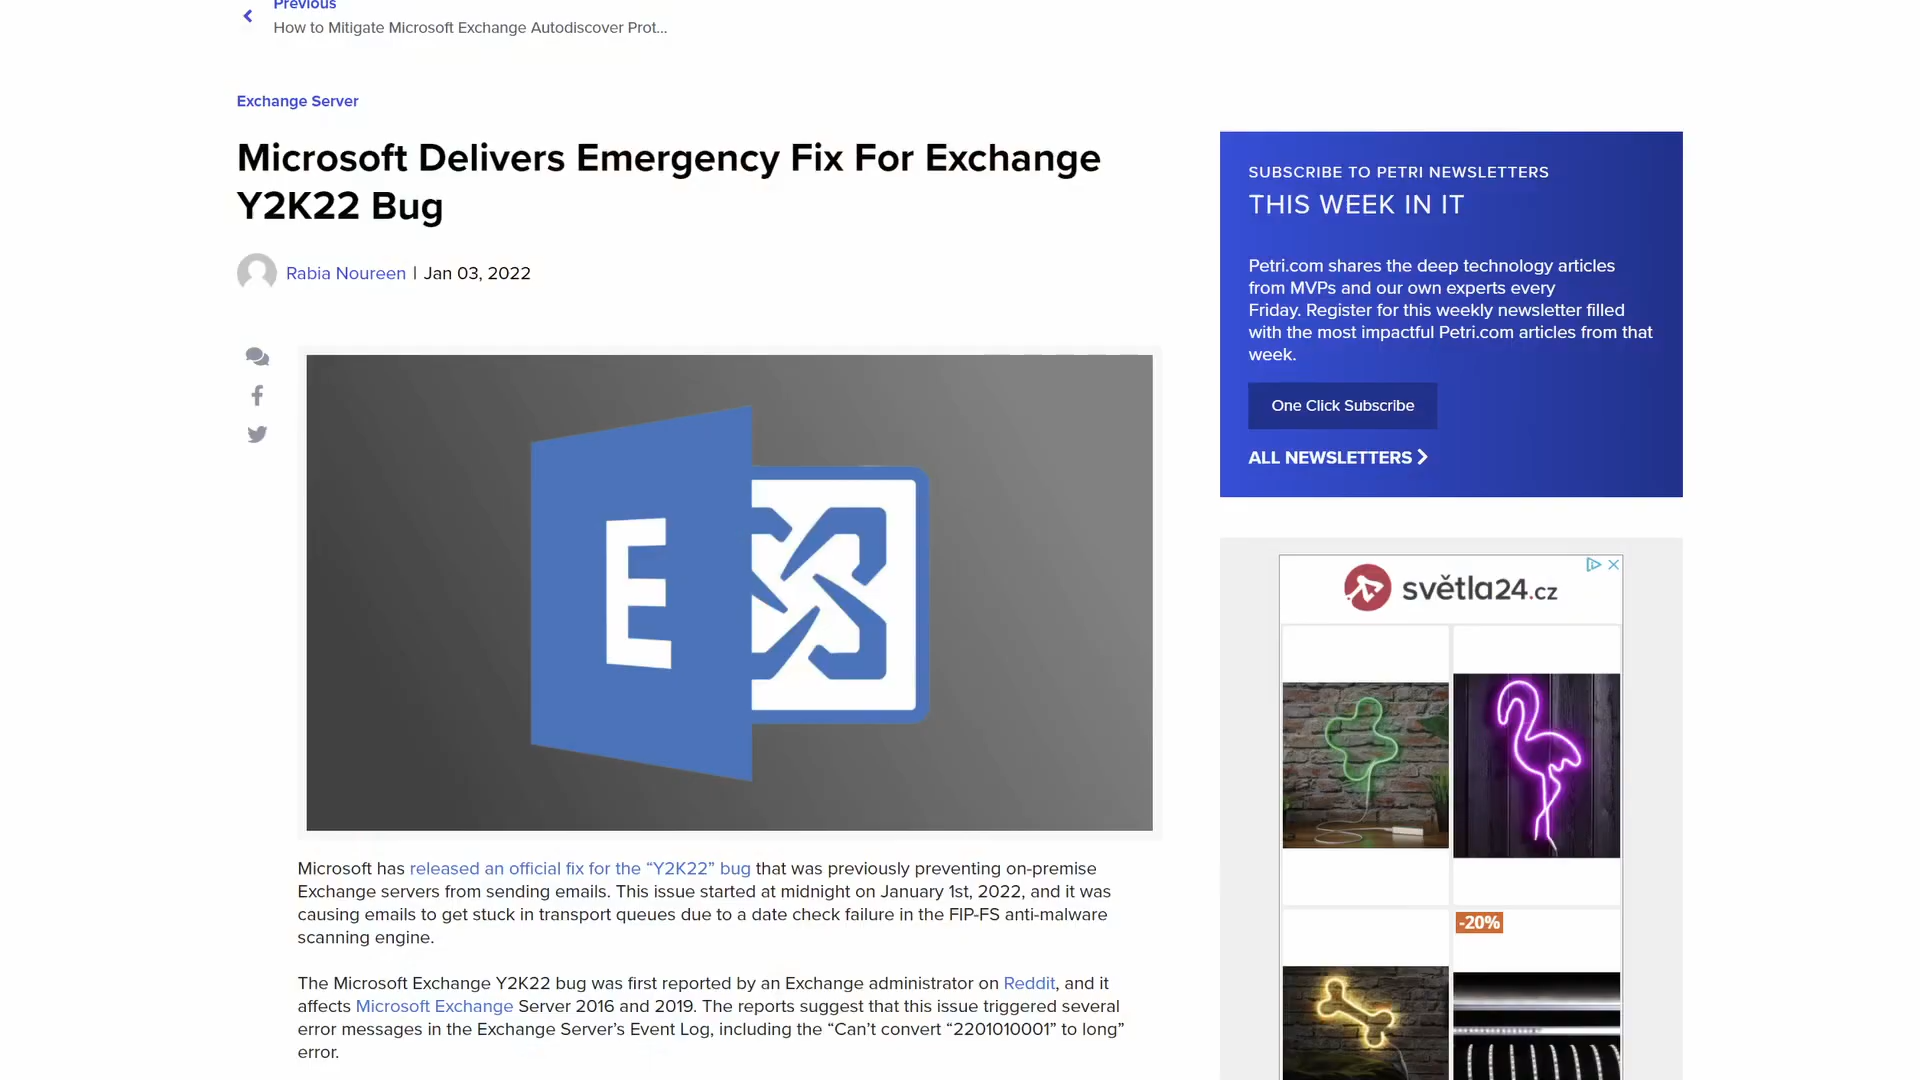 Previous
How to Mitigate Microsoft Exchange Autodiscover Prot...
Exchange Server
Microsoft Delivers Emergency Fix For Exchange
Y2K22 Bug
Rabia Noureen | Jan 03, 2022
E
Microsoft has released an official fix for the “Y2K22” bug that was previously preventing on-premise
Exchange servers from sending emails. This issue started at midnight on January 1st, 2022, and it was
causing emails to get stuck in transport queues due to a date check failure in the FIP-FS anti-malware
scanning engine.
The Microsoft Exchange Y2K22 bug was first reported by an Exchange administrator on Reddit, and it
affects Microsoft Exchange Server 2016 and 2019. The reports suggest that this issue triggered several
error messages in the Exchange Server’s Event Log, including the “Can’t convert “2201010001” to long”
error.
SUBSCRIBE TO PETRI NEWSLETTERS
THIS WEEK IN IT
Petri.com shares the deep technology articles
from MVPs and our own experts every
Friday. Register for this weekly newsletter filled
with the most impactful Petri.com articles from that
week.
One Click Subscribe
ALL NEWSLETTERS
světla24.cz
-20%